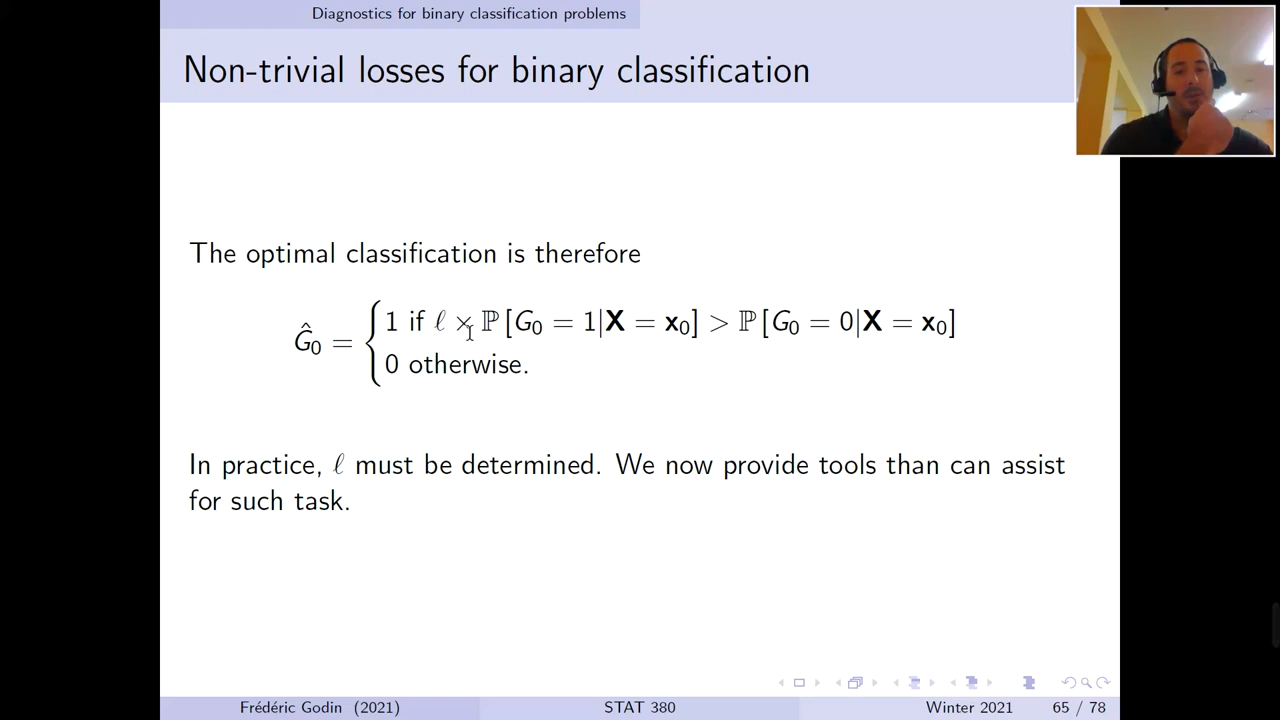 Diagnostics for binary classification problems
Non-trivial losses for binary classification
The optimal classification is therefore
Ĝ₀ = { 1 if ℓ × ℙ [G₀ = 1|𝐗 = 𝐱₀] > ℙ [G₀ = 0|𝐗 = 𝐱₀]
0 otherwise.
In practice, ℓ must be determined. We now provide tools than can assist
for such task.
Frédéric Godin (2021) STAT 380 Winter 2021 65 / 78